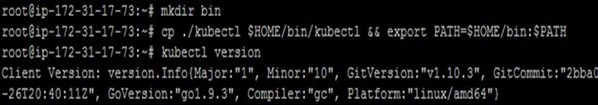 root@ip-172-31-17-73:~# mkdir bin
root@ip-172-31-17-73:~# cp ./kubectl $HOME/bin/kubectl && export PATH=$HOME/bin:$PATH
root@ip-172-31-17-73:~# kubectl version
Client Version: version.Info{Major:"1", Minor:"10", GitVersion:"v1.10.3", GitCommit:"2bba0
-26T20:40:11Z", GoVersion:"go1.9.3", Compiler:"gc", Platform:"linux/amd64"}